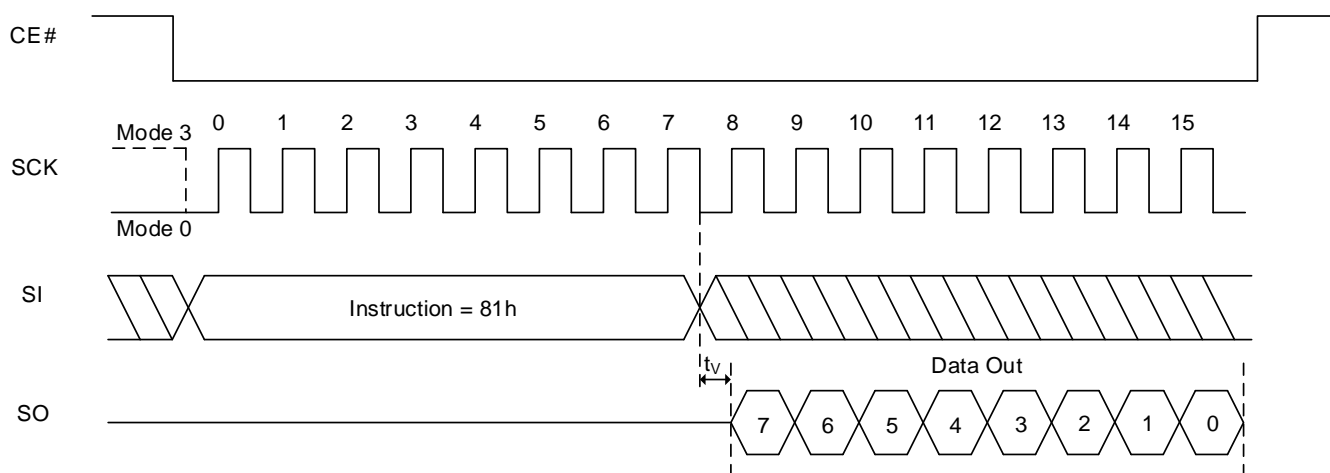 CE#
Mode 3 0 1 2 3 4 5 6 7 8 9 10 11 12 13 14 15
SCK
Mode 0
SI Instruction = 81h
tV Data Out
SO 7 6 5 4 3 2 1 0